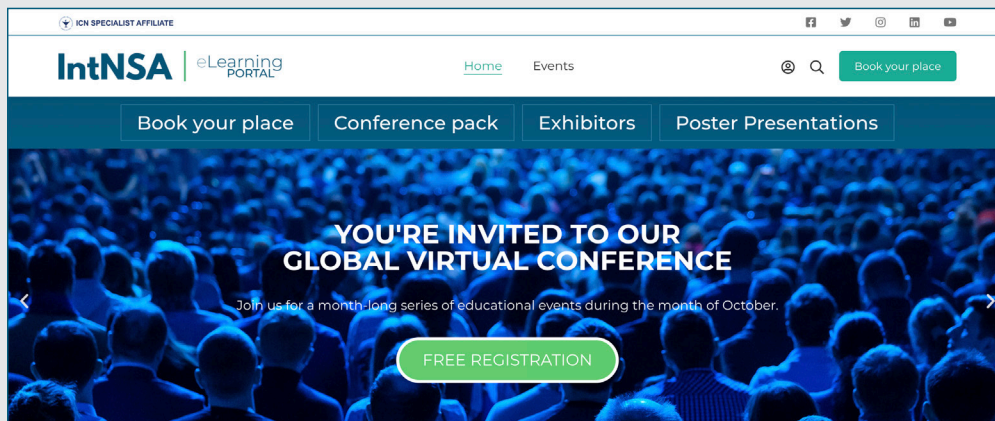 ICN SPECIALIST AFFILIATE
IntNSA
eLearning
PORTAL
Home
Events
Book your place
Book your place
Conference pack
Exhibitors
Poster Presentations
YOU'RE INVITED TO OUR
GLOBAL VIRTUAL CONFERENCE
Join us for a month-long series of educational events during the month of October.
FREE REGISTRATION